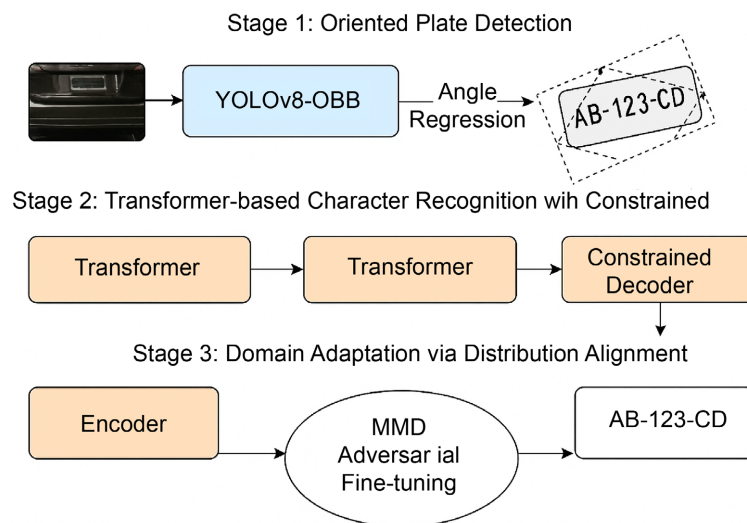 Stage 1: Oriented Plate Detection
YOLOv8-OBB
Angle
Regression
AB-123-CD
Stage 2: Transformer-based Character Recognition wih Constrained
Transformer
Transformer
Constrained
Decoder
Stage 3: Domain Adaptation via Distribution Alignment
Encoder
MMD
Adversar ial
Fine-tuning
AB-123-CD